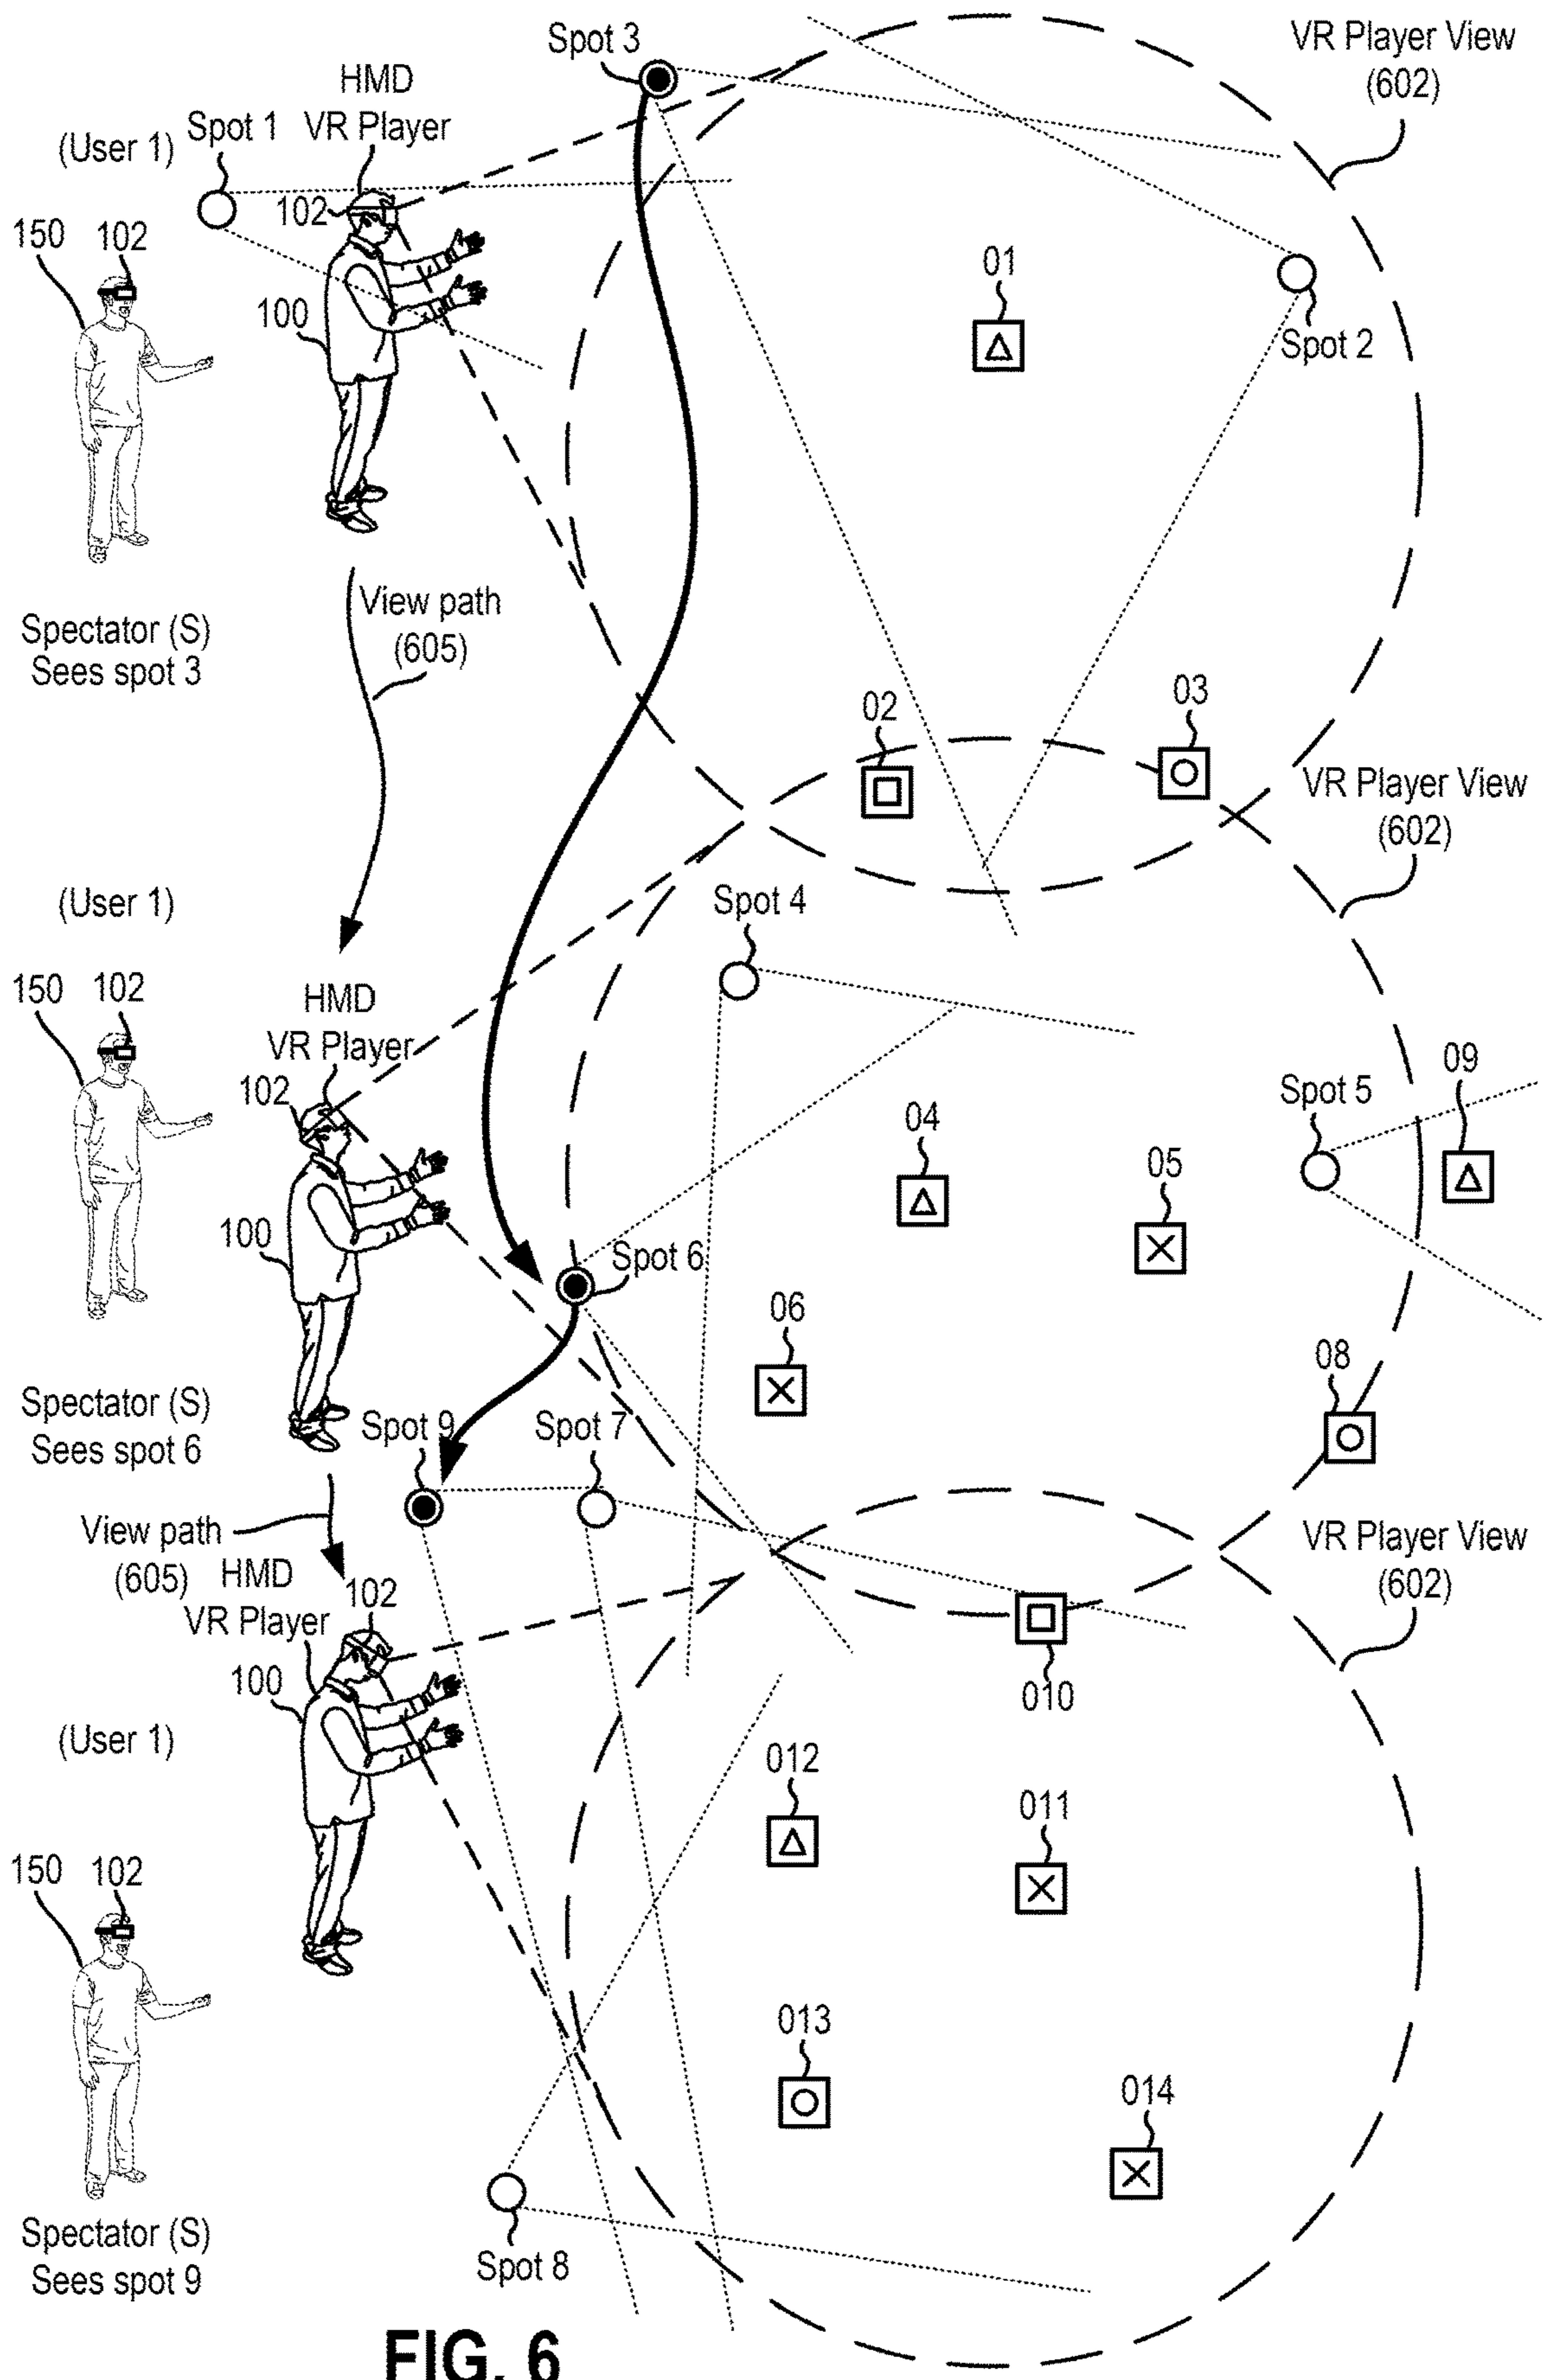 Spot 3
VR Player View
(602)
HMD
VR Player
Spot 1
(User 1)
102
150
102
100
01
Spot 2
View path
(605)
Spectator (S)
Sees spot 3
02
03
VR Player View
(602)
(User 1)
Spot 4
150
102
HMD
VR Player
102
09
Spot 5
04
05
100
Spot 6
06
08
Spectator (S)
Sees spot 6
Spot 9
Spot 7
View path
(605)
VR Player View
(602)
HMD
VR Player
102
100
010
(User 1)
012
011
150
102
013
014
Spectator (S)
Sees spot 9
Spot 8
FIG. 6